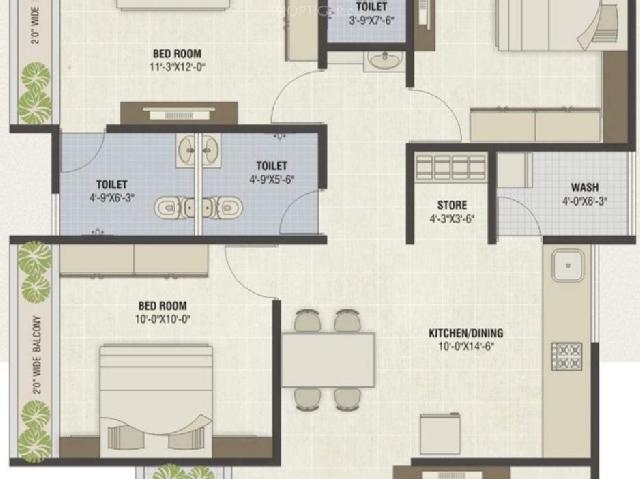 TOILET
3'-9"X7'-6"
2'0" WIDE
BED ROOM
11'-3"X12'-0"
TOILET
4'-9"X6'-3"
TOILET
4'-9"X5'-6"
STORE
4'-3"X3'-6"
WASH
4'-0"X6'-3"
BED ROOM
10'-0"X10'-0"
2'0" WIDE BALCONY
KITCHEN/DINING
10'-0"X14'-6"